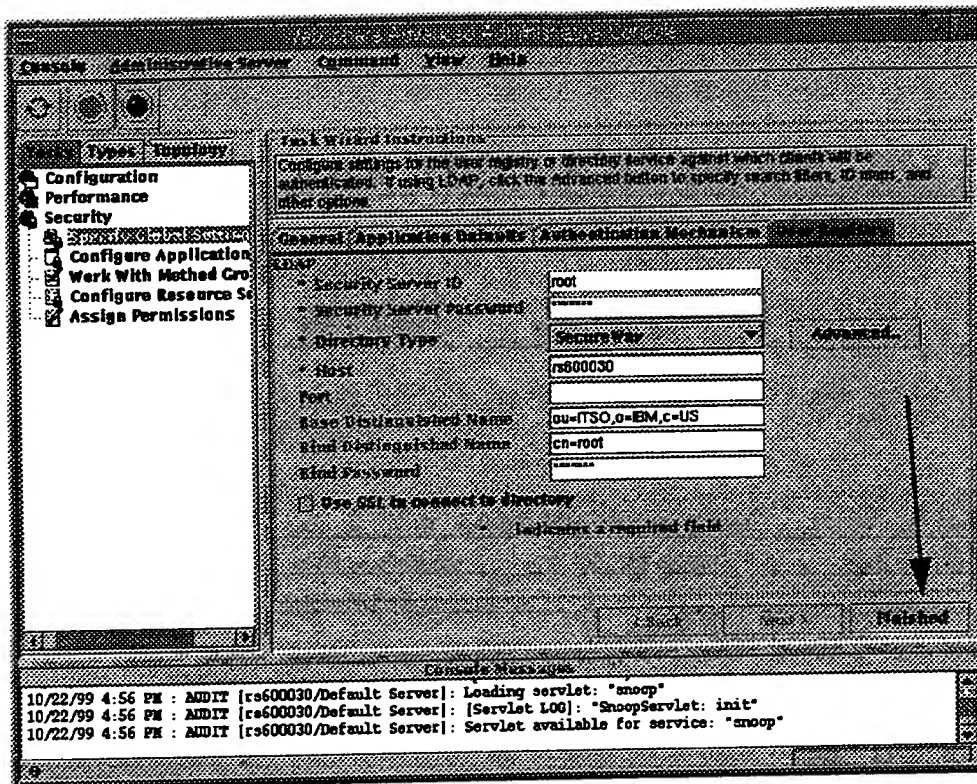 Console Administrative Server Command View Help
Tasks Types Topology
Configuration
Performance
Security
Configure Application
Work With Method Gro
Configure Resource Se
Assign Permissions
Task Wizard Instructions
Configure settings for the user registry or directory service against which clients will be
authenticated. If using LDAP, click the Advanced button to specify search filters, ID maps, and
other options.
General Application Defaults Authentication Mechanism User Registry
LDAP
* Security Server ID root
* Security Server Password *******
* Directory Type SecureWay Advanced...
* Host rs600030
Port
Base Distinguished Name ou=ITSO,o=IBM,c=US
Bind Distinguished Name cn=root
Bind Password *******
Use SSL to connect to directory
* Indicates a required field
< Back Next > Finished
Console Messages
10/22/99 4:56 PM : AUDIT [rs600030/Default Server]: Loading servlet: "snoop"
10/22/99 4:56 PM : AUDIT [rs600030/Default Server]: [Servlet LOG]: "SnoopServlet: init"
10/22/99 4:56 PM : AUDIT [rs600030/Default Server]: Servlet available for service: "snoop"